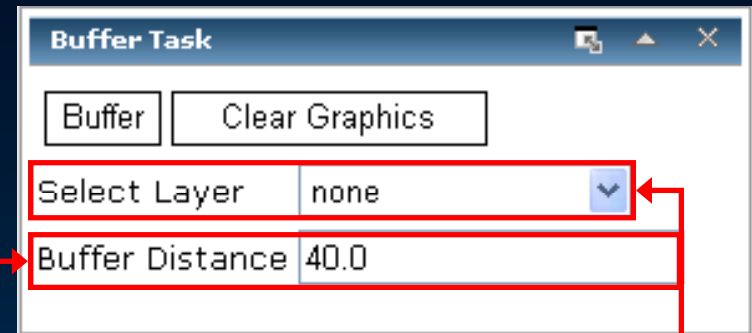 Buffer Task
Buffer Clear Graphics
Select Layer none
Buffer Distance 40.0